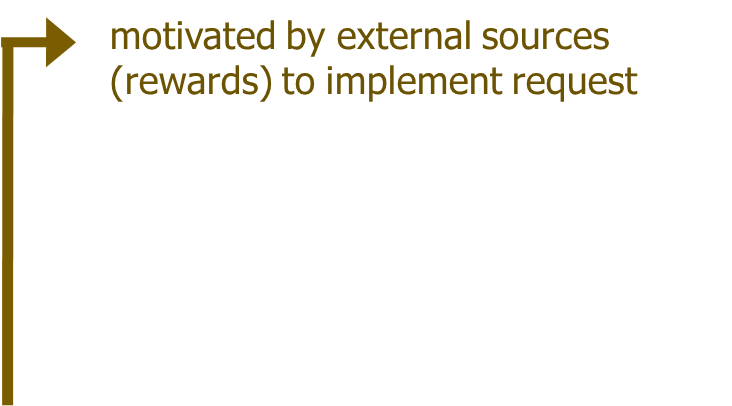 motivated by external sources
(rewards) to implement request